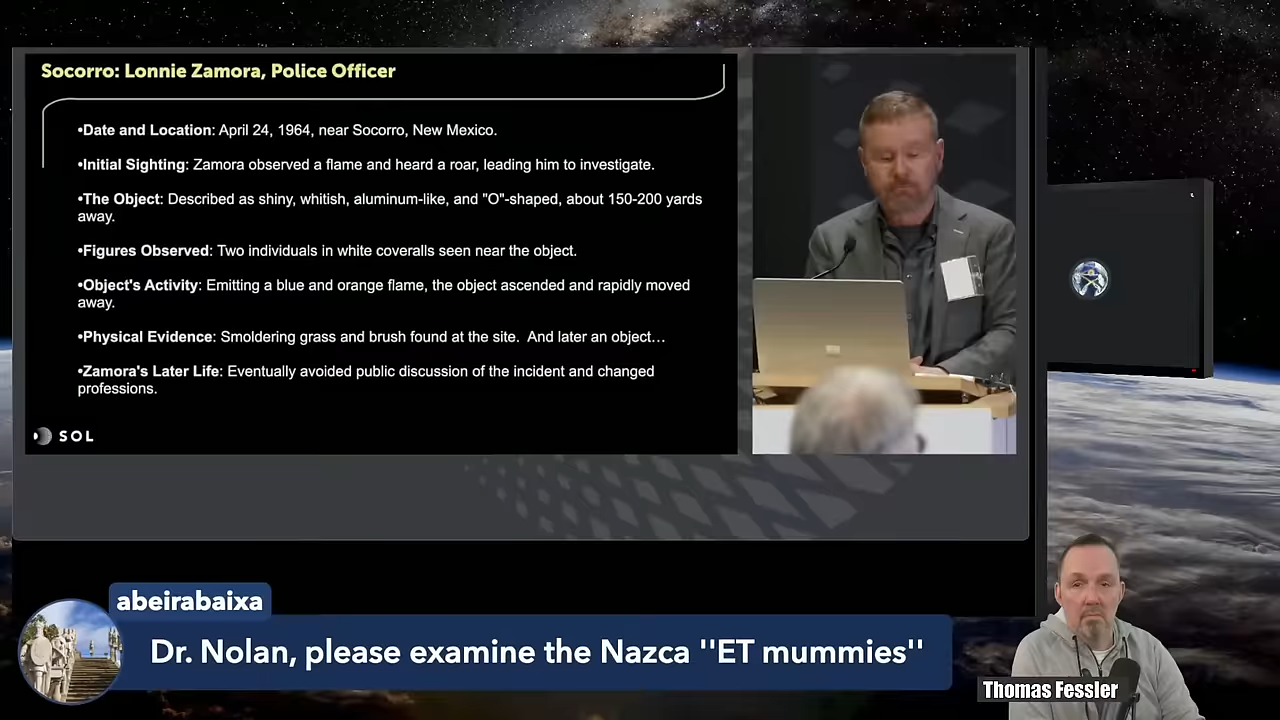 Socorro: Lonnie Zamora, Police Officer
•Date and Location: April 24, 1964, near Socorro, New Mexico.
•Initial Sighting: Zamora observed a flame and heard a roar, leading him to investigate.
•The Object: Described as shiny, whitish, aluminum-like, and "O"-shaped, about 150-200 yards
away.
•Figures Observed: Two individuals in white coveralls seen near the object.
•Object's Activity: Emitting a blue and orange flame, the object ascended and rapidly moved
away.
•Physical Evidence: Smoldering grass and brush found at the site.  And later an object…
•Zamora's Later Life: Eventually avoided public discussion of the incident and changed
professions.
SOL
abeirabaixa
Dr. Nolan, please examine the Nazca ''ET mummies''
Thomas Fessler